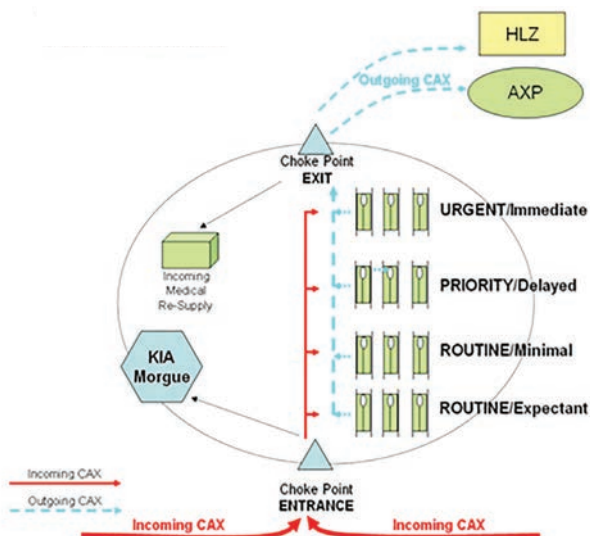 HLZ
Outgoing CAX
AXP
Choke Point
EXIT
URGENT/Immediate
Incoming
Medical
Re-Supply
PRIORITY/Delayed
KIA
Morgue
ROUTINE/Minimal
ROUTINE/Expectant
Incoming CAX
Outgoing CAX
Choke Point
ENTRANCE
Incoming CAX
Incoming CAX